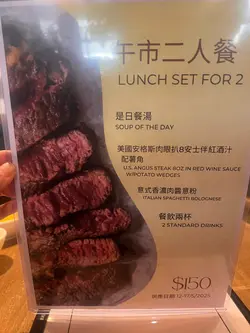 午市二人餐
LUNCH SET FOR 2
是日餐湯
SOUP OF THE DAY
美國安格斯肉眼扒8安士伴紅酒汁
配薯角
U.S. ANGUS STEAK 8OZ IN RED WINE SAUCE
W/POTATO WEDGES
意式香濃肉醬意粉
ITALIAN SPAGHETTI BOLOGNESE
餐飲兩杯
2 STANDARD DRINKS
$150